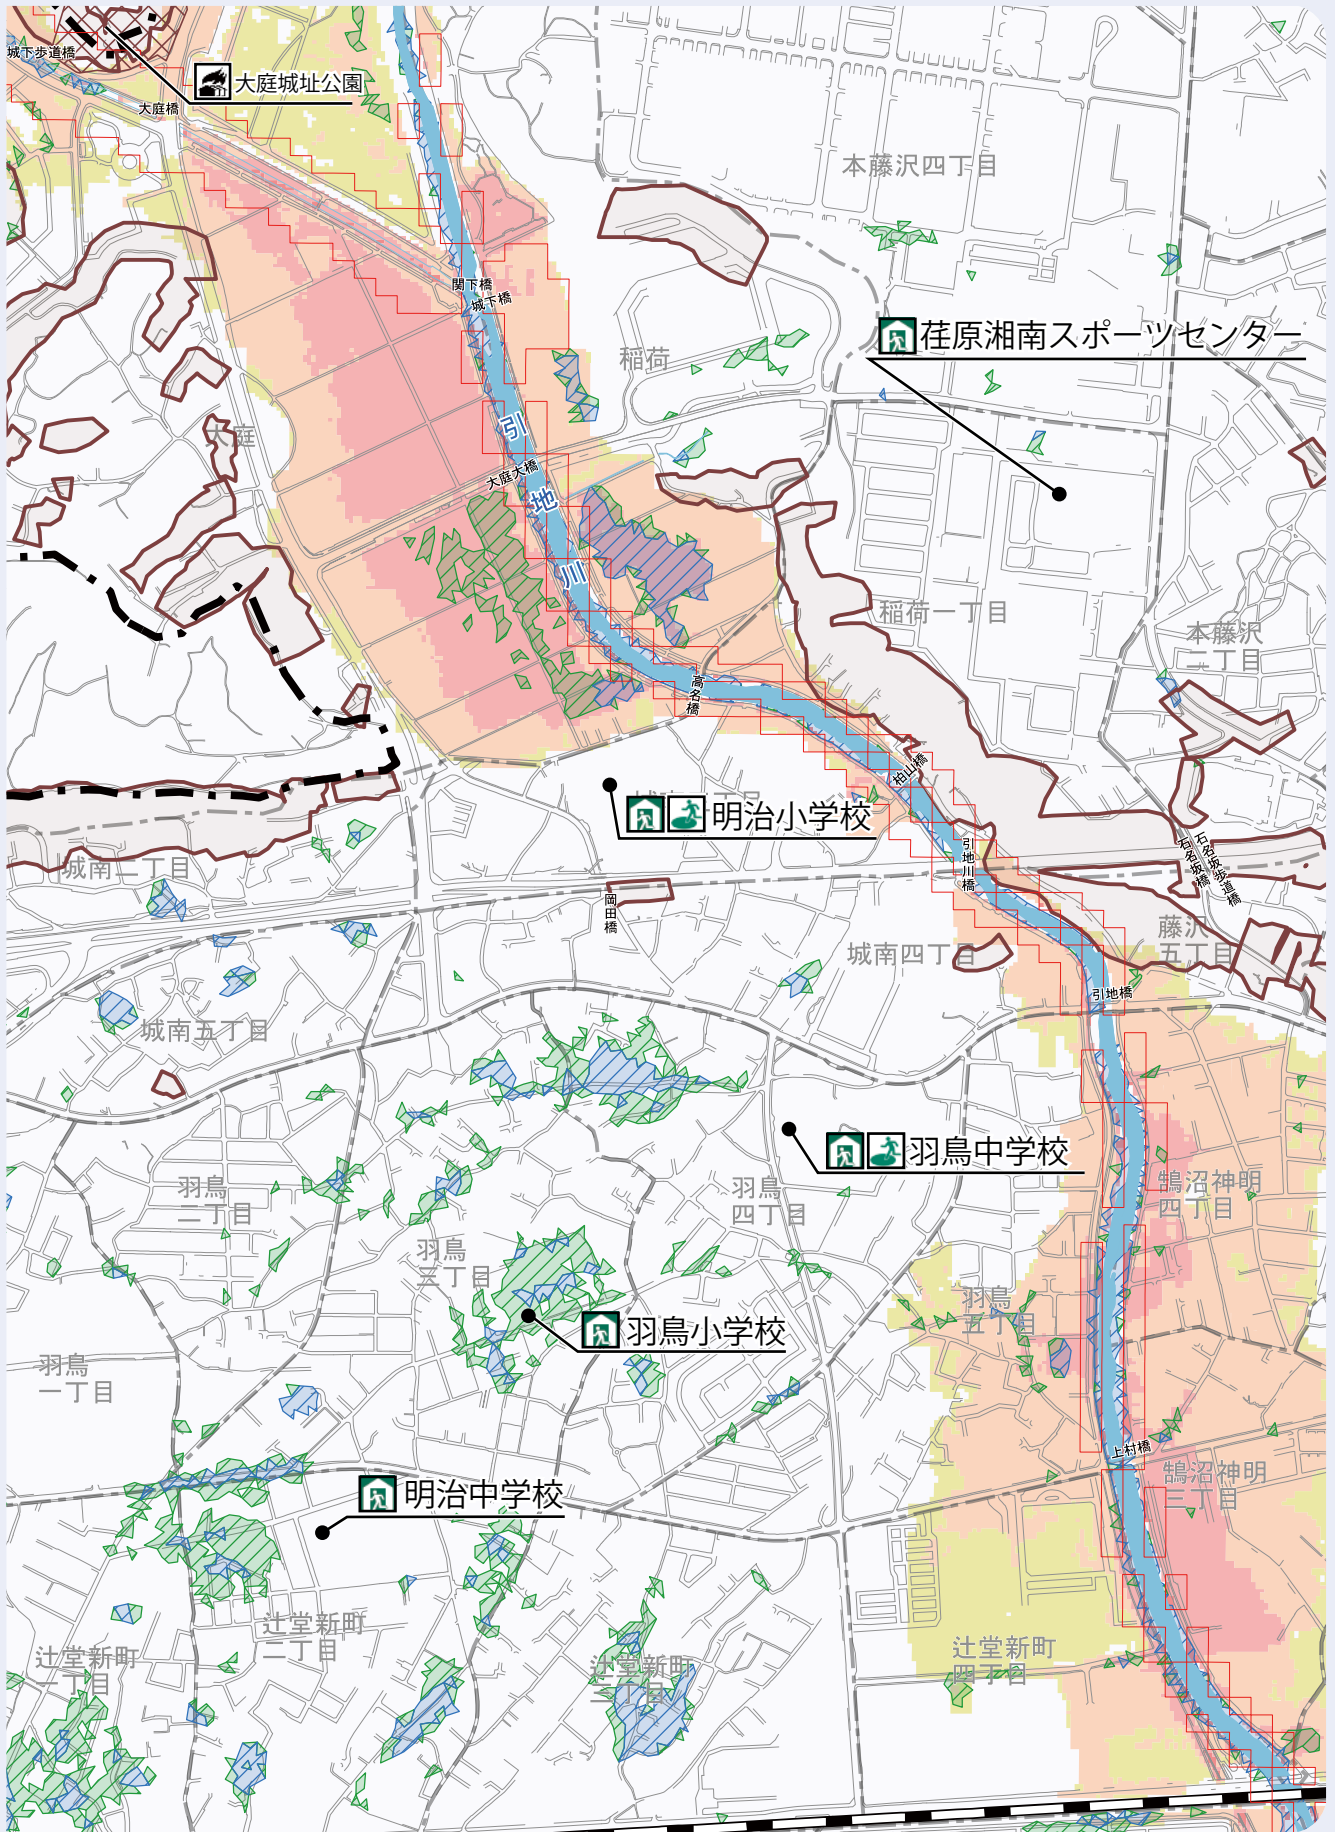 城下歩道橋
大庭城址公園
大庭橋
本藤沢四丁目
関下橋
城下橋
荏原湘南スポーツセンター
稲荷
引地川
大庭
大庭大橋
稲荷一丁目
本藤沢
二丁目
高名橋
柏山橋
明治小学校
引地川橋
石名坂橋
石名坂歩道橋
城南二丁目
岡田橋
藤沢
五丁目
城南四丁目
引地橋
城南五丁目
羽鳥中学校
鵠沼神明
四丁目
羽鳥
二丁目
羽鳥
四丁目
羽鳥
三丁目
羽鳥
五丁目
羽鳥小学校
羽鳥
一丁目
上村橋
鵠沼神明
三丁目
明治中学校
辻堂新町
二丁目
辻堂新町
一丁目
辻堂新町
三丁目
辻堂新町
四丁目